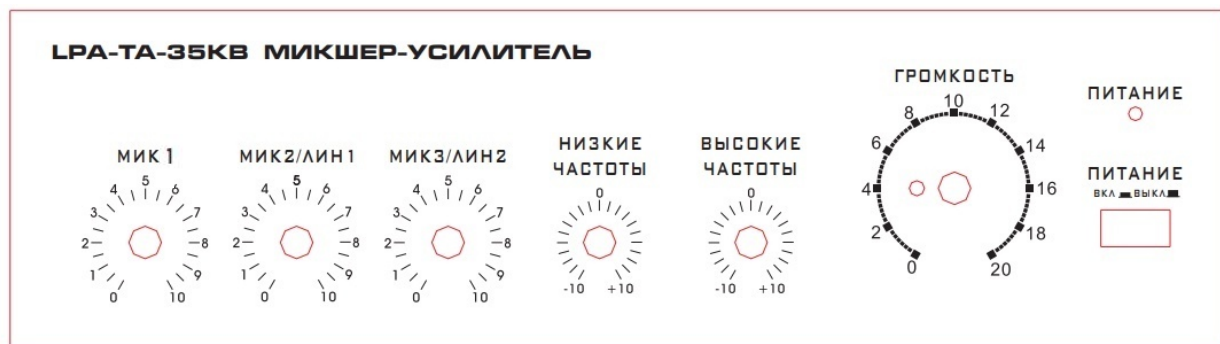 LPA-TA-35KB МИКШЕР-УСИЛИТЕЛЬ
МИК 1
0 1 2 3 4 5 6 7 8 9 10
МИК2/ЛИН1
0 1 2 3 4 5 6 7 8 9 10
МИК3/ЛИН2
0 1 2 3 4 5 6 7 8 9 10
НИЗКИЕ
ЧАСТОТЫ
0
-10 +10
ВЫСОКИЕ
ЧАСТОТЫ
0
-10 +10
ГРОМКОСТЬ
0 2 4 6 8 10 12 14 16 18 20
ПИТАНИЕ
ПИТАНИЕ
ВКЛ ВЫКЛ